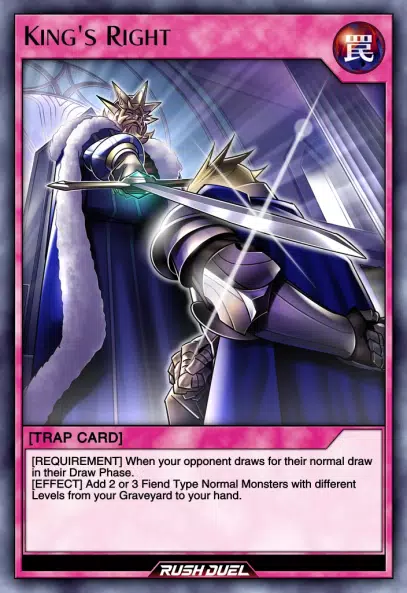 King's Right
罠
[TRAP CARD]
[REQUIREMENT] When your opponent draws for their normal draw
in their Draw Phase.
[EFFECT] Add 2 or 3 Fiend Type Normal Monsters with different
Levels from your Graveyard to your hand.
RUSH DUEL